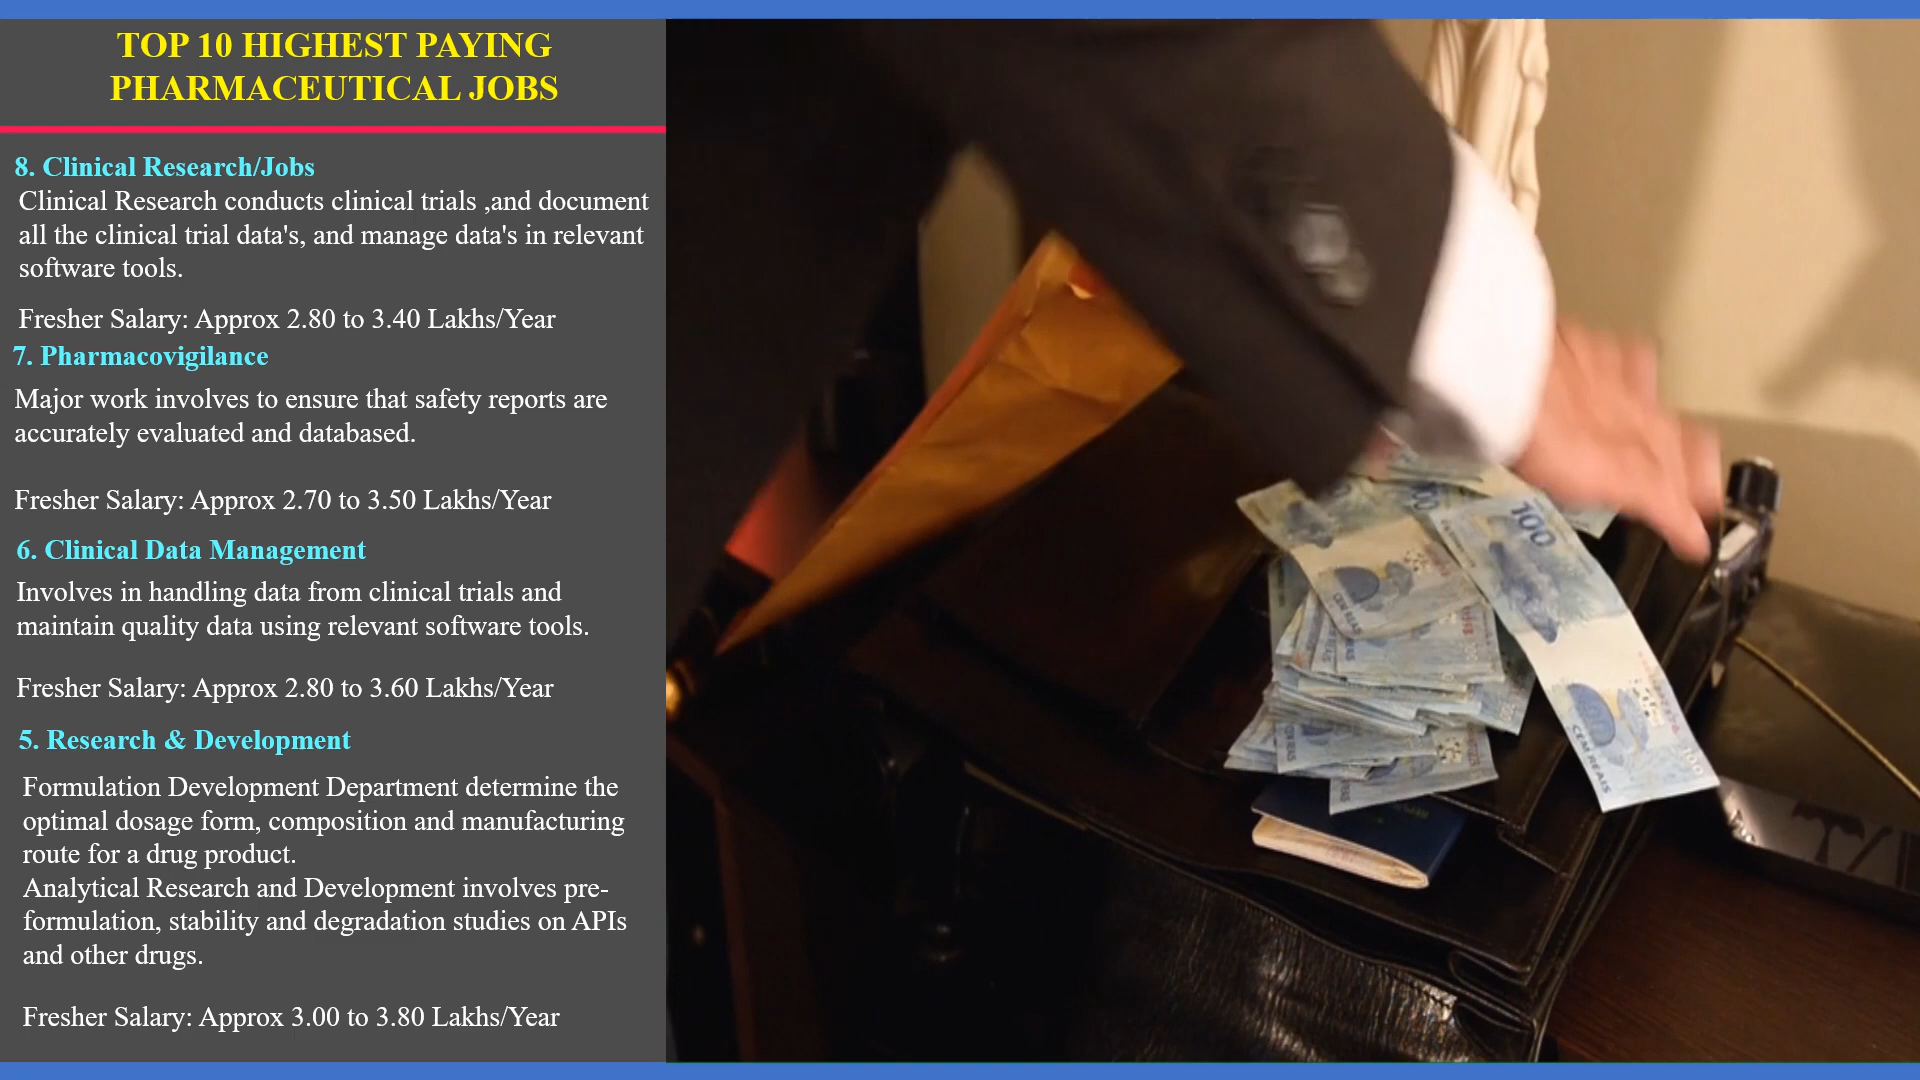 TOP 10 HIGHEST PAYING
PHARMACEUTICAL JOBS
8. Clinical Research/Jobs
Clinical Research conducts clinical trials ,and document
all the clinical trial data's, and manage data's in relevant
software tools.
Fresher Salary: Approx 2.80 to 3.40 Lakhs/Year
7. Pharmacovigilance
Major work involves to ensure that safety reports are
accurately evaluated and databased.
Fresher Salary: Approx 2.70 to 3.50 Lakhs/Year
6. Clinical Data Management
Involves in handling data from clinical trials and
maintain quality data using relevant software tools.
Fresher Salary: Approx 2.80 to 3.60 Lakhs/Year
5. Research & Development
Formulation Development Department determine the
optimal dosage form, composition and manufacturing
route for a drug product.
Analytical Research and Development involves pre-
formulation, stability and degradation studies on APIs
and other drugs.
Fresher Salary: Approx 3.00 to 3.80 Lakhs/Year
100
CEM REAIS
100
CEM REAIS